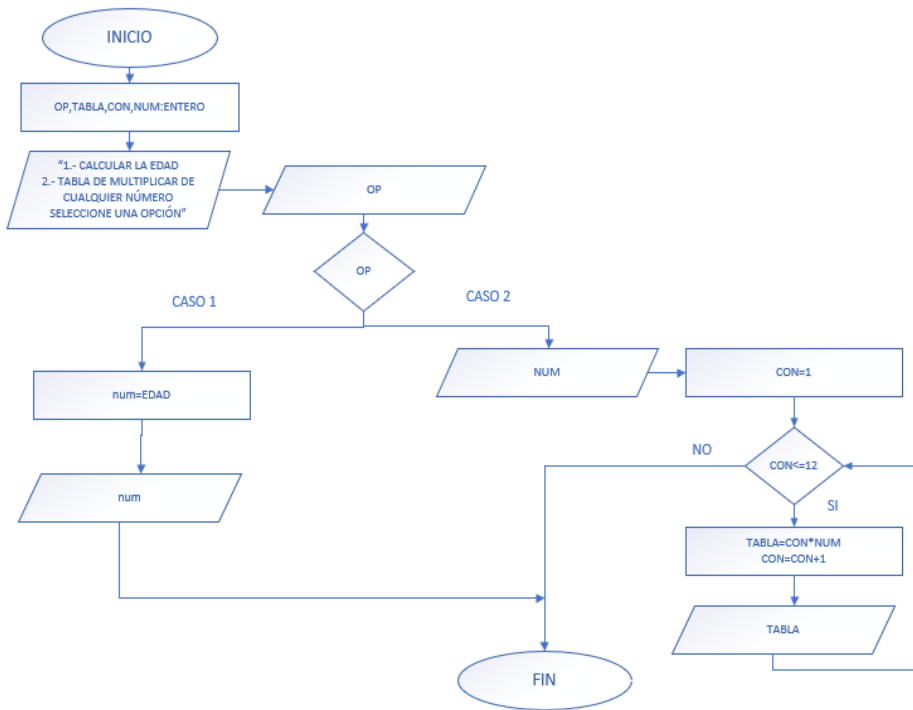 INICIO
OP,TABLA,CON,NUM:ENTERO
"1.- CALCULAR LA EDAD
2.- TABLA DE MULTIPLICAR DE
CUALQUIER NÚMERO
SELECCIONE UNA OPCIÓN"
OP
OP
CASO 1
CASO 2
num=EDAD
num
NUM
CON=1
CON<=12
NO
SI
TABLA=CON*NUM
CON=CON+1
TABLA
FIN